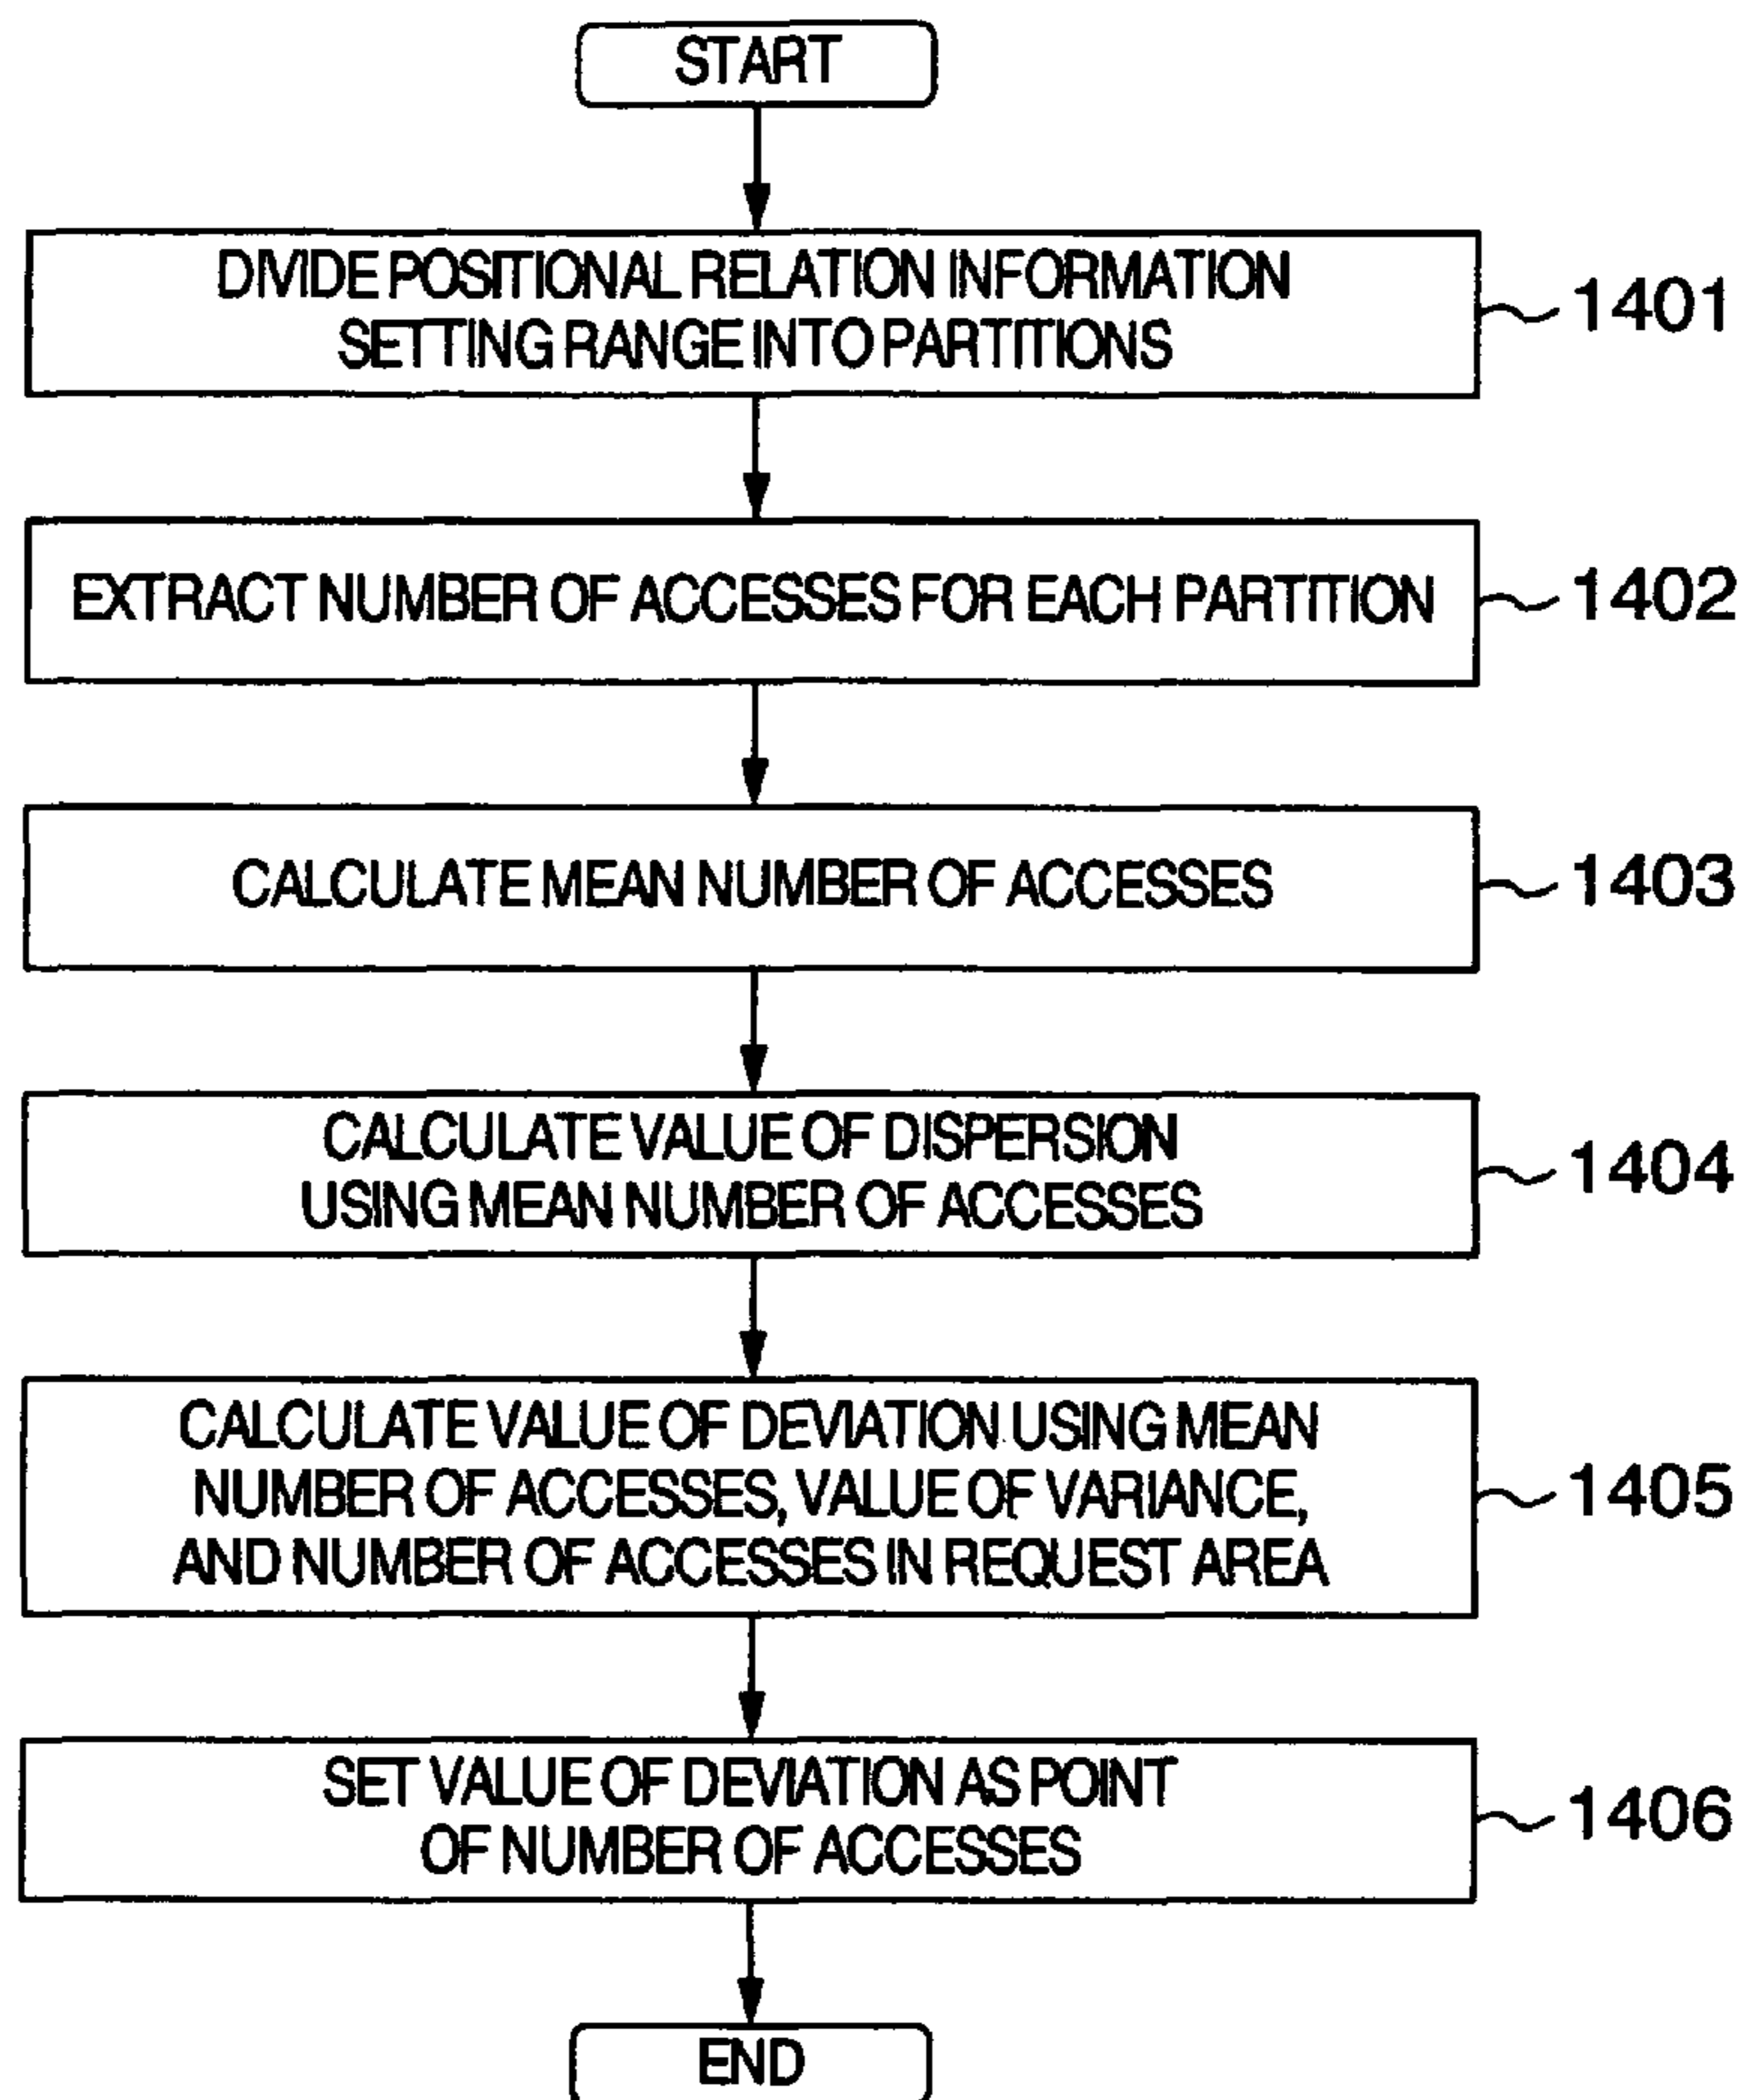 START
DIVIDE POSITIONAL RELATION INFORMATION
SETTING RANGE INTO PARTITIONS
1401
EXTRACT NUMBER OF ACCESSES FOR EACH PARTITION
1402
CALCULATE MEAN NUMBER OF ACCESSES
1403
CALCULATE VALUE OF DISPERSION
USING MEAN NUMBER OF ACCESSES
1404
CALCULATE VALUE OF DEVIATION USING MEAN
NUMBER OF ACCESSES, VALUE OF VARIANCE,
AND NUMBER OF ACCESSES IN REQUEST AREA
1405
SET VALUE OF DEVIATION AS POINT
OF NUMBER OF ACCESSES
1406
END